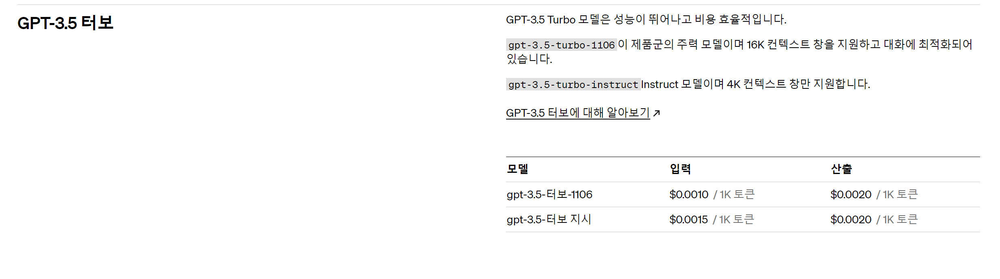 GPT-3.5 터보
GPT-3.5 Turbo 모델은 성능이 뛰어나고 비용 효율적입니다.
gpt-3.5-turbo-1106이 제품군의 주력 모델이며 16K 컨텍스트 창을 지원하고 대화에 최적화되어
있습니다.
gpt-3.5-turbo-instructInstruct 모델이며 4K 컨텍스트 창만 지원합니다.
GPT-3.5 터보에 대해 알아보기 ↗
모델 입력 산출
gpt-3.5-터보-1106 $0.0010 / 1K 토큰 $0.0020 / 1K 토큰
gpt-3.5-터보 지시 $0.0015 / 1K 토큰 $0.0020 / 1K 토큰